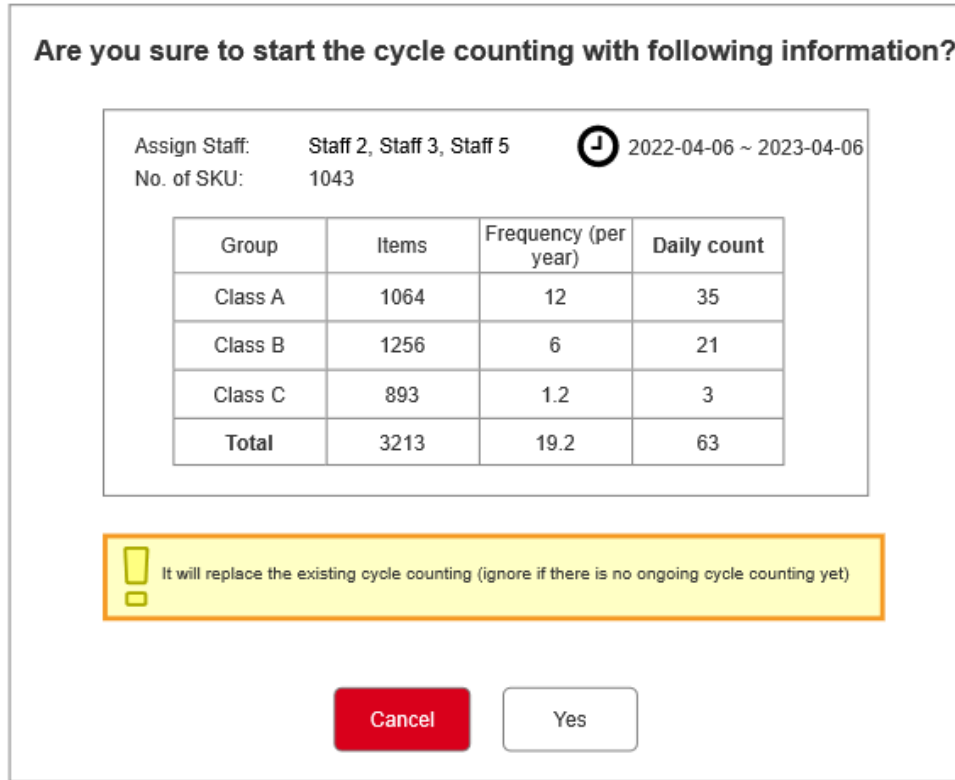 Are you sure to start the cycle counting with following information?
Assign Staff: Staff 2, Staff 3, Staff 5 2022-04-06 ~ 2023-04-06
No. of SKU: 1043
Group Items Frequency (per year) Daily count
Class A 1064 12 35
Class B 1256 6 21
Class C 893 1.2 3
Total 3213 19.2 63
It will replace the existing cycle counting (ignore if there is no ongoing cycle counting yet)
Cancel Yes